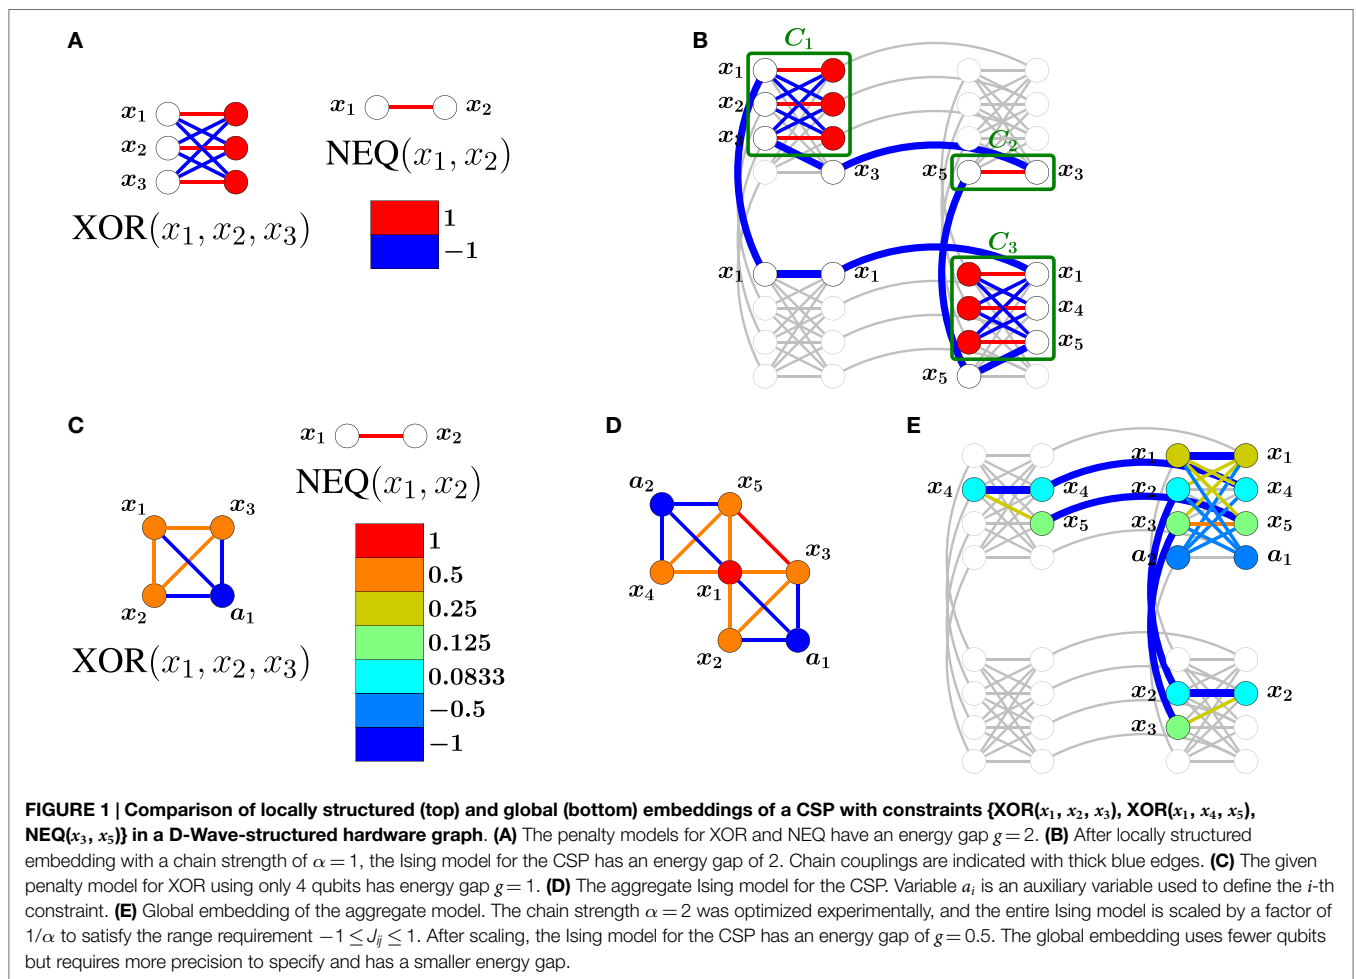 A
x₁
x₂
x₃
XOR(x₁, x₂, x₃)
x₁ x₂
NEQ(x₁, x₂)
1
−1
B
C₁
x₁
x₂
x₃
x₃
C₂
x₅ x₃
x₁ x₁
C₃
x₁
x₄
x₅
x₅
C
x₁ x₃
x₂ a₁
XOR(x₁, x₂, x₃)
x₁ x₂
NEQ(x₁, x₂)
1
0.5
0.25
0.125
0.0833
−0.5
−1
D
a₂ x₅
x₃
x₄ x₁
x₂ a₁
E
x₁ x₁
x₄ x₄ x₂ x₄
x₅ x₃ x₅
a₂ a₁
x₂ x₂
x₃
FIGURE 1 | Comparison of locally structured (top) and global (bottom) embeddings of a CSP with constraints {XOR(x₁, x₂, x₃), XOR(x₁, x₄, x₅),
NEQ(x₃, x₅)} in a D-Wave-structured hardware graph. (A) The penalty models for XOR and NEQ have an energy gap g = 2. (B) After locally structured
embedding with a chain strength of α = 1, the Ising model for the CSP has an energy gap of 2. Chain couplings are indicated with thick blue edges. (C) The given
penalty model for XOR using only 4 qubits has energy gap g = 1. (D) The aggregate Ising model for the CSP. Variable aᵢ is an auxiliary variable used to define the i-th
constraint. (E) Global embedding of the aggregate model. The chain strength α = 2 was optimized experimentally, and the entire Ising model is scaled by a factor of
1/α to satisfy the range requirement −1 ≤ Jᵢⱼ ≤ 1. After scaling, the Ising model for the CSP has an energy gap of g = 0.5. The global embedding uses fewer qubits
but requires more precision to specify and has a smaller energy gap.